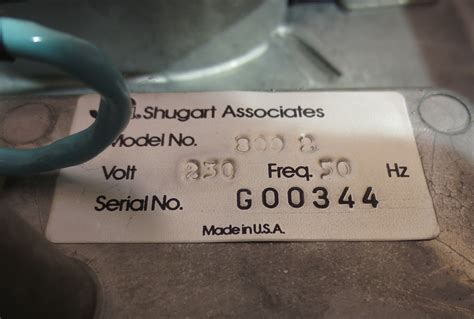 Shugart Associates
Model No. 800 2
Volt 230 Freq. 50 Hz
Serial No. G00344
Made in U.S.A.